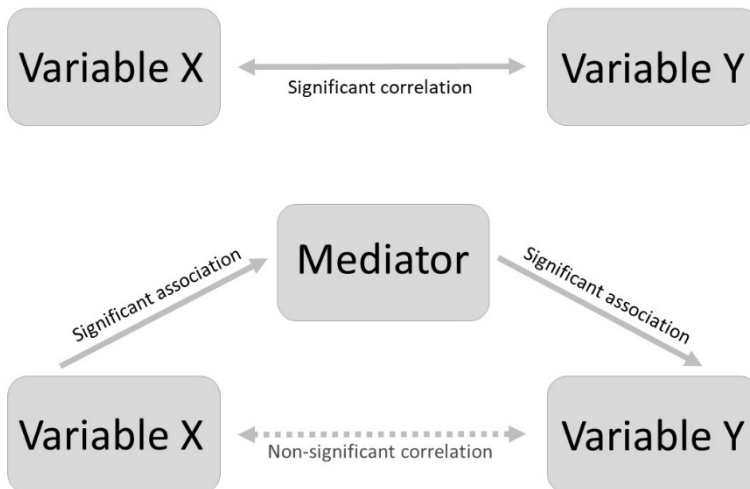 Variable X
Significant correlation
Variable Y
Mediator
Significant association
Significant association
Variable X
Non-significant correlation
Variable Y